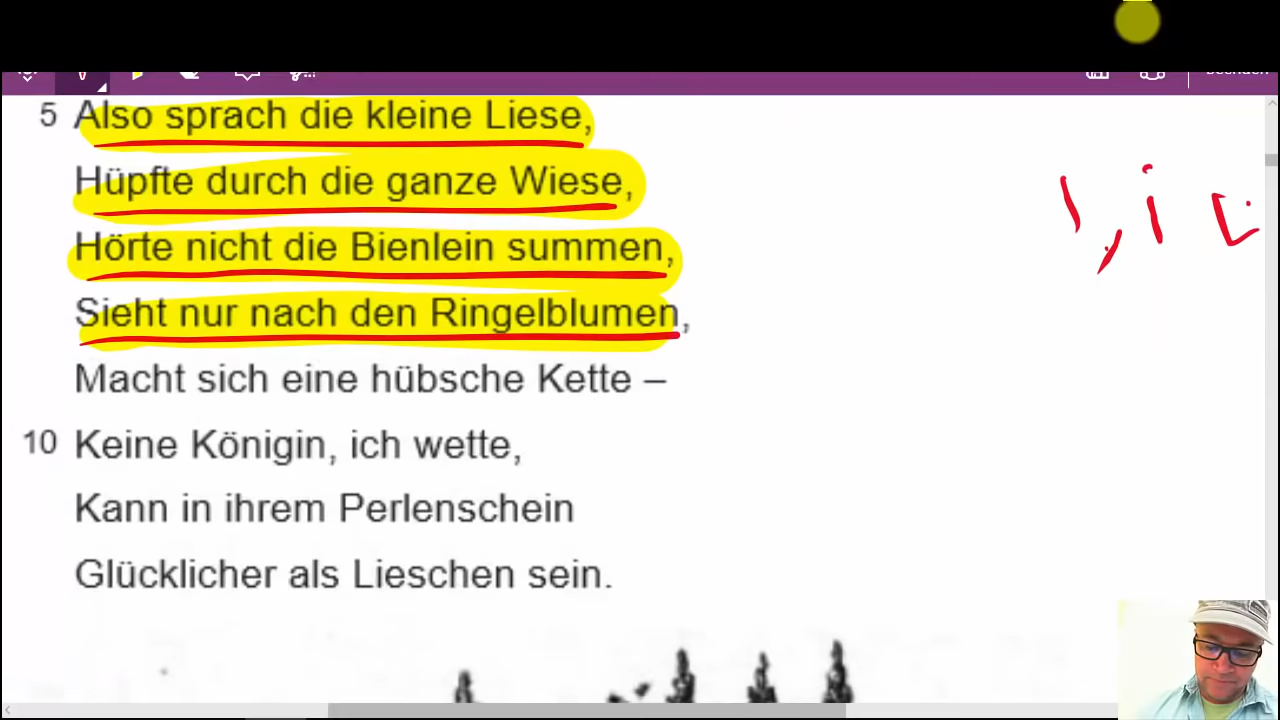 5 Also sprach die kleine Liese,
Hüpfte durch die ganze Wiese,
Hörte nicht die Bienlein summen,
Sieht nur nach den Ringelblumen,
Macht sich eine hübsche Kette –
10 Keine Königin, ich wette,
Kann in ihrem Perlenschein
Glücklicher als Lieschen sein.